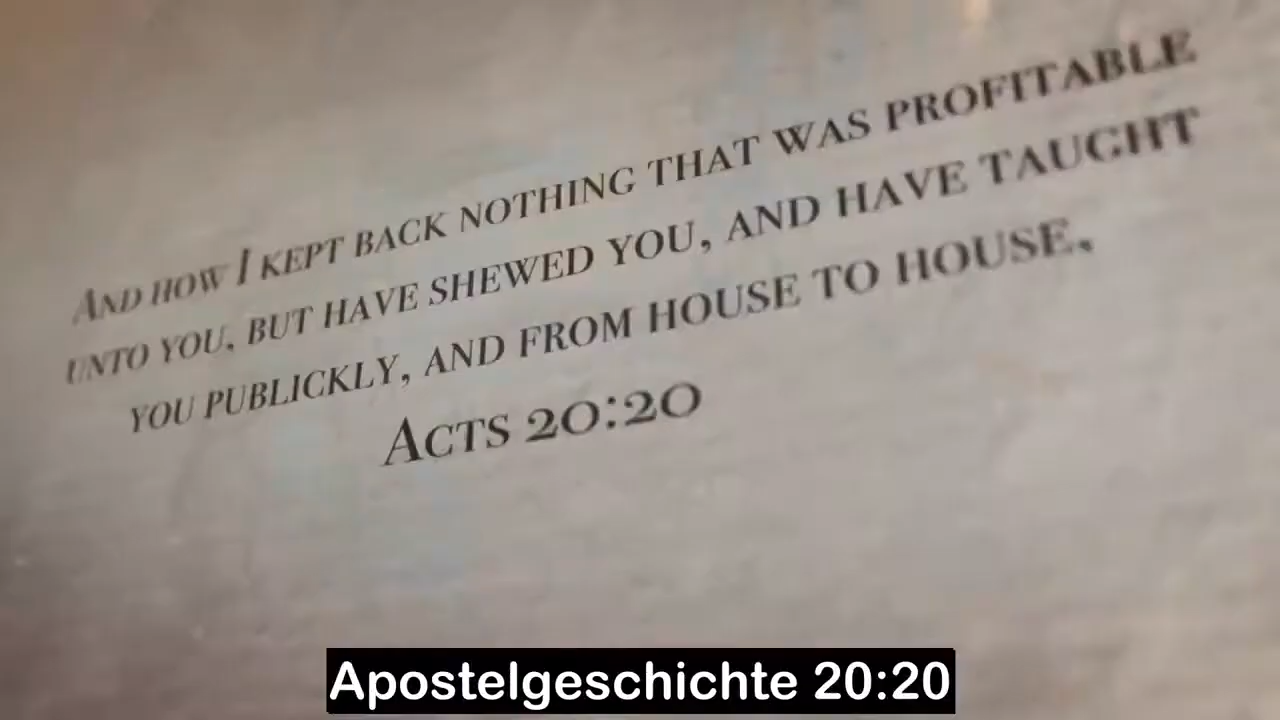 And how I kept back nothing that was profitable
unto you, but have shewed you, and have taught
you publickly, and from house to house,
Acts 20:20
Apostelgeschichte 20:20